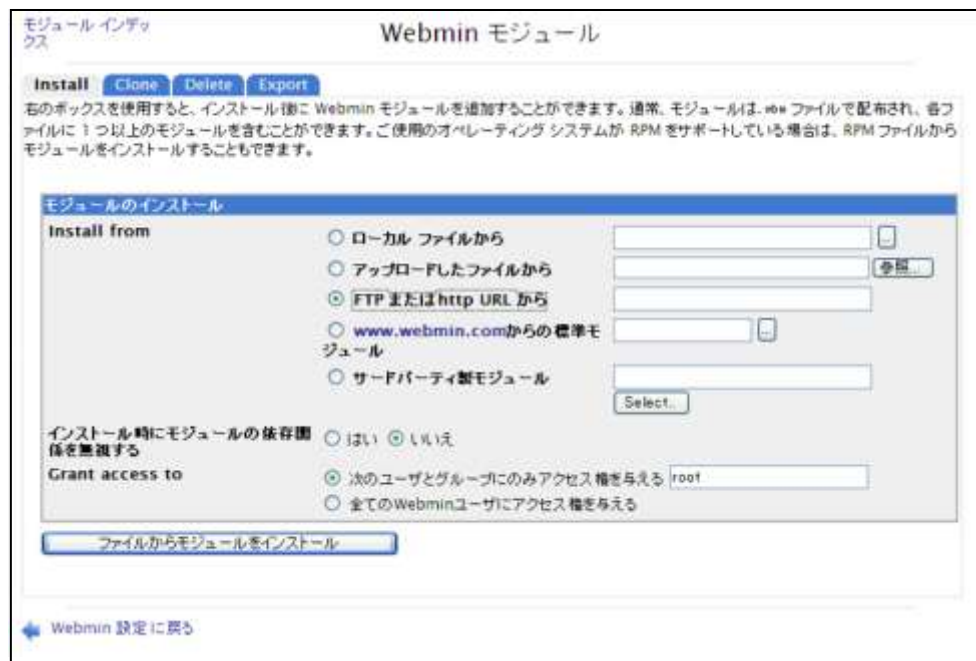 モジュール インデッ
クス
Webmin モジュール
Install Clone Delete Export
右のボックスを使用すると、インストール後に Webmin モジュールを追加することができます。通常、モジュールは.wbm ファイルで配布され、各フ
ァイルに 1 つ以上のモジュールを含むことができます。ご使用のオペレーティング システムが RPM をサポートしている場合は、RPM ファイルから
モジュールをインストールすることもできます。
モジュールのインストール
Install from
ローカル ファイルから
...
アップロードしたファイルから
参照...
FTP または http URL から
www.webmin.comからの標準モ
ジュール
...
サードパーティ製モジュール
Select...
インストール時にモジュールの依存関
係を無視する
はい いいえ
Grant access to
次のユーザとグループにのみアクセス権を与える root
全てのWebminユーザにアクセス権を与える
ファイルからモジュールをインストール
Webmin 設定 に戻る